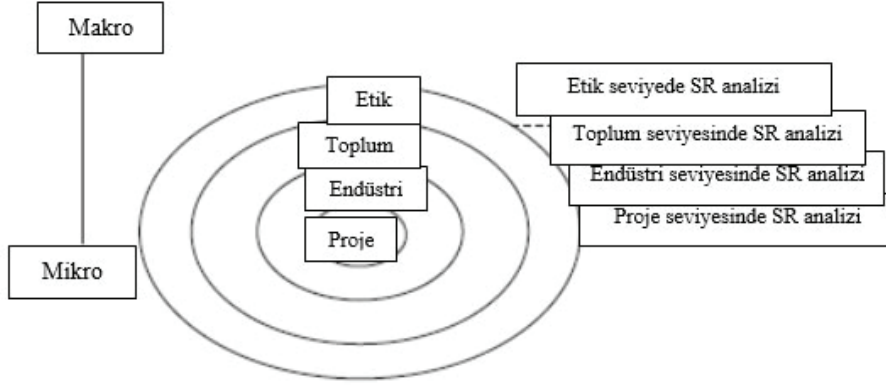 Makro
Etik
Toplum
Endüstri
Proje
Mikro
Etik seviyede SR analizi
Toplum seviyesinde SR analizi
Endüstri seviyesinde SR analizi
Proje seviyesinde SR analizi